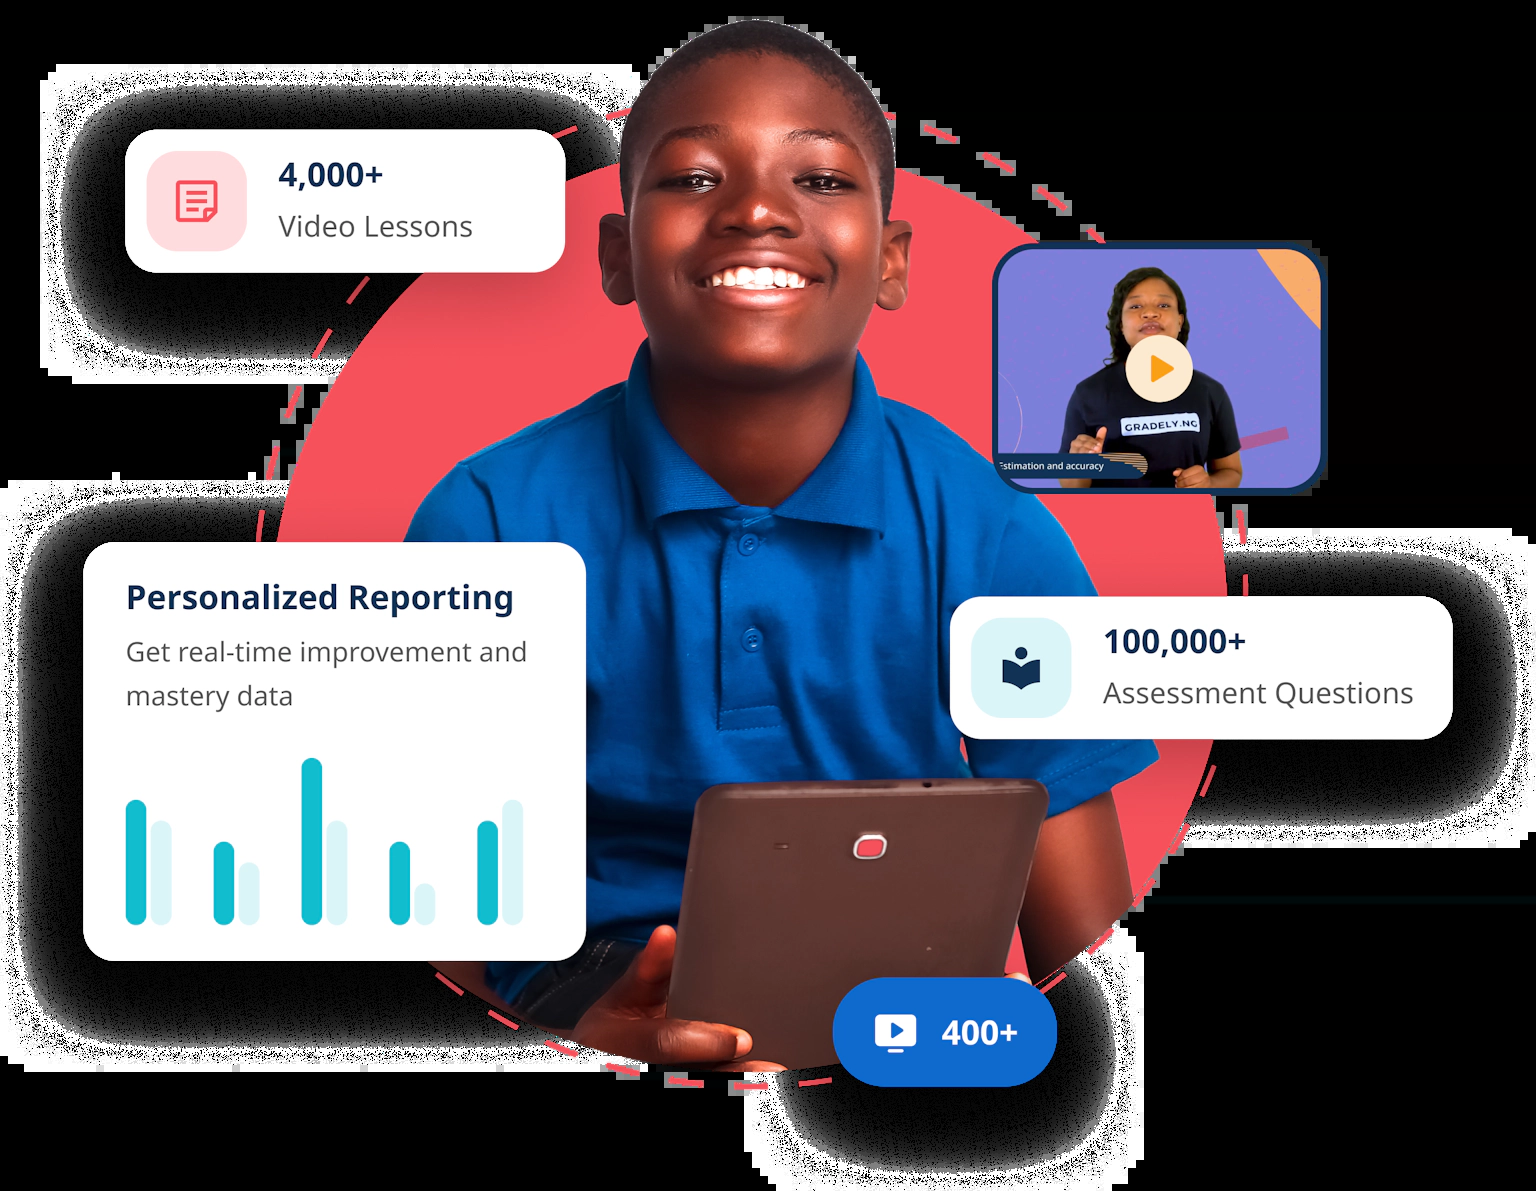 4,000+
Video Lessons
GRADELY.NG
Estimation and accuracy
Personalized Reporting
Get real-time improvement and
mastery data
100,000+
Assessment Questions
400+